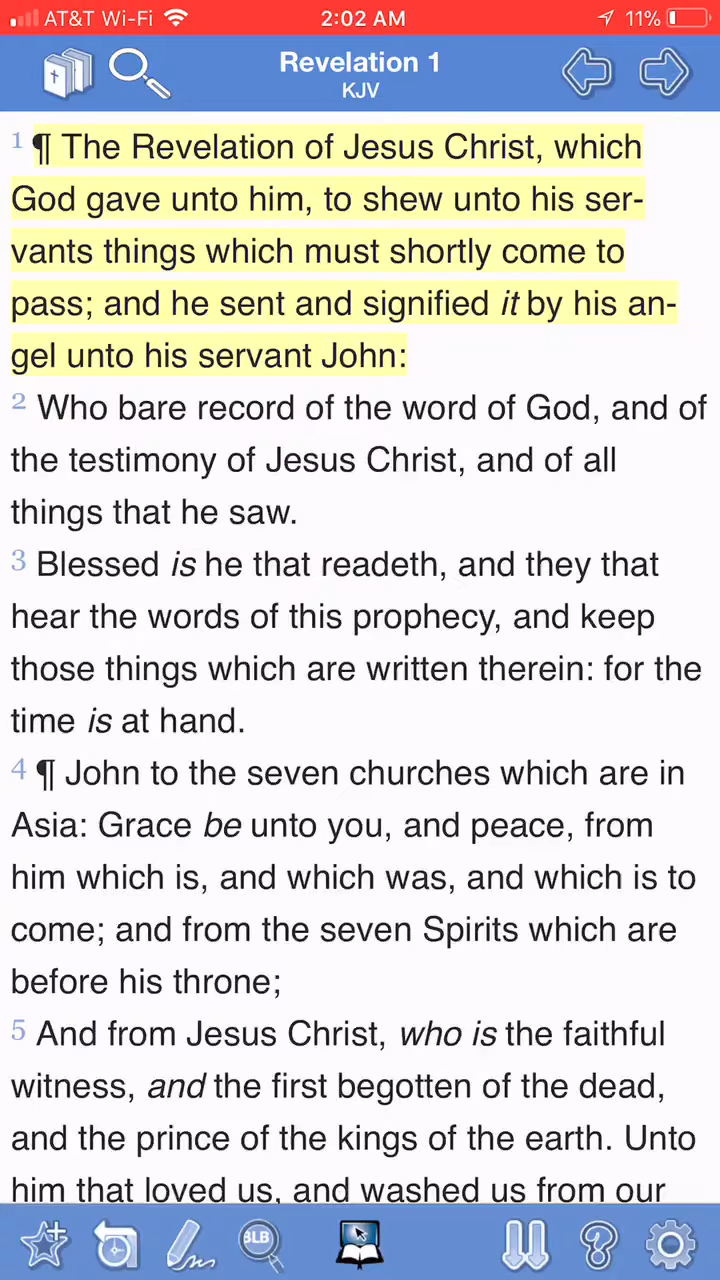 AT&T Wi-Fi 2:02 AM 11%
Revelation 1
KJV
1 ¶ The Revelation of Jesus Christ, which
God gave unto him, to shew unto his ser-
vants things which must shortly come to
pass; and he sent and signified it by his an-
gel unto his servant John:
2 Who bare record of the word of God, and of
the testimony of Jesus Christ, and of all
things that he saw.
3 Blessed is he that readeth, and they that
hear the words of this prophecy, and keep
those things which are written therein: for the
time is at hand.
4 ¶ John to the seven churches which are in
Asia: Grace be unto you, and peace, from
him which is, and which was, and which is to
come; and from the seven Spirits which are
before his throne;
5 And from Jesus Christ, who is the faithful
witness, and the first begotten of the dead,
and the prince of the kings of the earth. Unto
him that loved us, and washed us from our
BLB